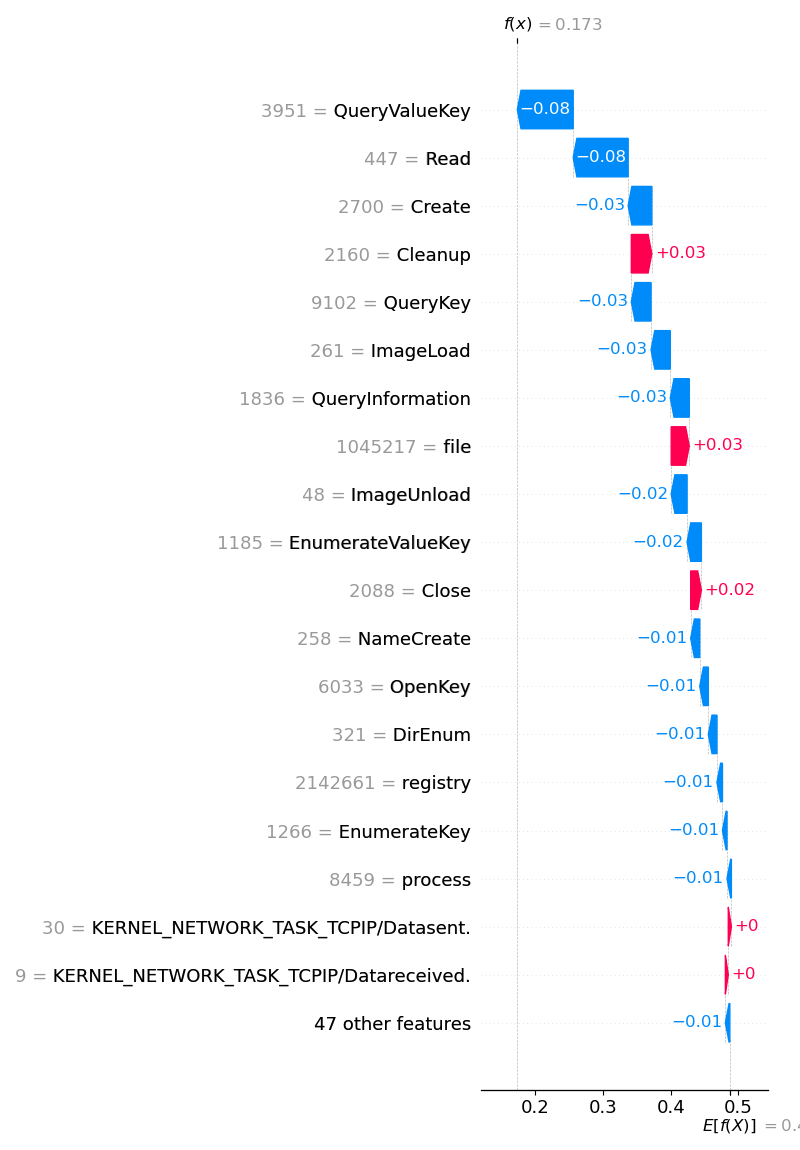 f(x) = 0.173
3951 = QueryValueKey −0.08
447 = Read −0.08
2700 = Create −0.03
2160 = Cleanup +0.03
9102 = QueryKey −0.03
261 = ImageLoad −0.03
1836 = QueryInformation −0.03
1045217 = file +0.03
48 = ImageUnload −0.02
1185 = EnumerateValueKey −0.02
2088 = Close +0.02
258 = NameCreate −0.01
6033 = OpenKey −0.01
321 = DirEnum −0.01
2142661 = registry −0.01
1266 = EnumerateKey −0.01
8459 = process −0.01
30 = KERNEL_NETWORK_TASK_TCPIP/Datasent. +0
9 = KERNEL_NETWORK_TASK_TCPIP/Datareceived. +0
47 other features −0.01
0.2 0.3 0.4 0.5
E[f(X)] = 0.